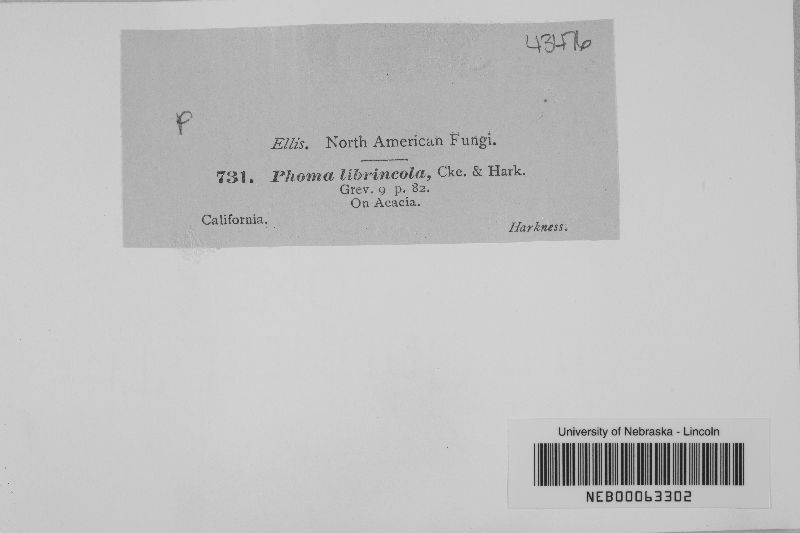 43476
P
Ellis. North American Fungi.
731. Phoma librincola, Cke. & Hark.
Grev. 9 p. 82.
On Acacia.
California.
Harkness.
University of Nebraska - Lincoln
NEB00063302